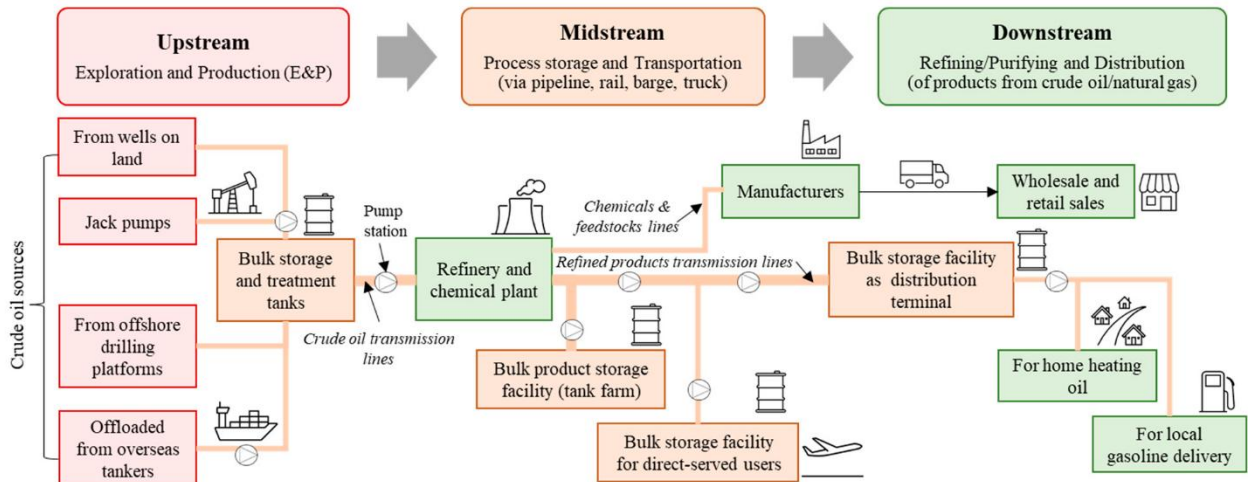 Upstream
Exploration and Production (E&P)
Midstream
Process storage and Transportation
(via pipeline, rail, barge, truck)
Downstream
Refining/Purifying and Distribution
(of products from crude oil/natural gas)
Crude oil sources
From wells on
land
Jack pumps
From offshore
drilling
platforms
Offloaded
from overseas
tankers
Bulk storage
and treatment
tanks
Pump
station
Crude oil transmission
lines
Refinery and
chemical plant
Chemicals &
feedstocks lines
Manufacturers
Wholesale and
retail sales
Refined products transmission lines
Bulk product storage
facility (tank farm)
Bulk storage facility
for direct-served users
Bulk storage facility
as distribution
terminal
For home heating
oil
For local
gasoline delivery